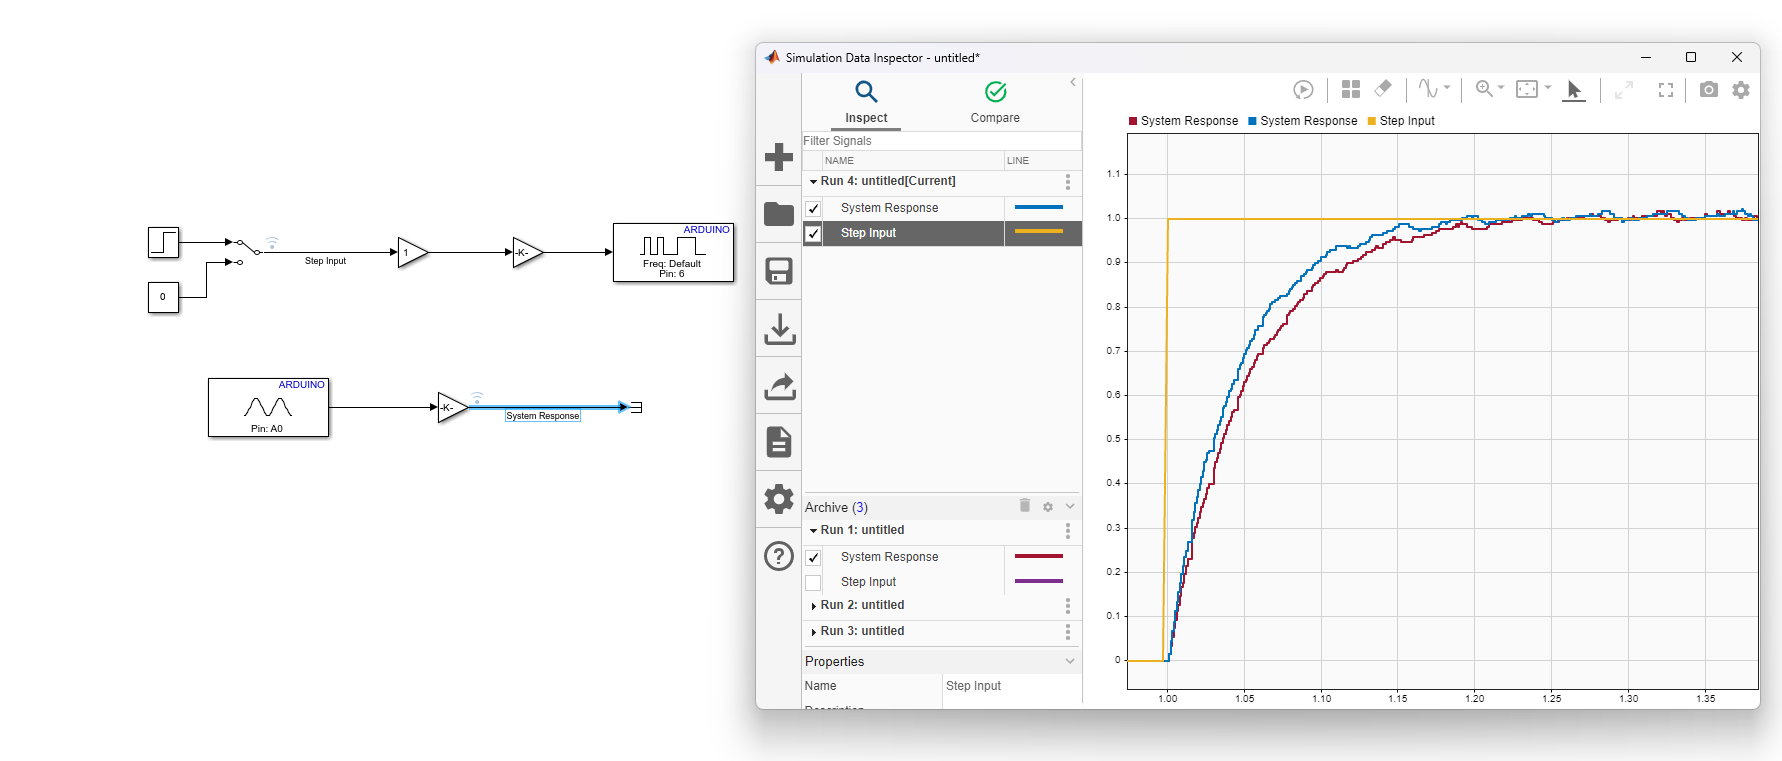 Step Input
1
-K-
ARDUINO
Freq: Default
Pin: 6
0
ARDUINO
Pin: A0
-K-
System Response
Simulation Data Inspector - untitled*
Inspect
Compare
Filter Signals
NAME
LINE
Run 4: untitled[Current]
System Response
Step Input
Archive (3)
Run 1: untitled
System Response
Step Input
Run 2: untitled
Run 3: untitled
Properties
Name
Step Input
Description
System Response
System Response
Step Input
1.1
1.0
0.9
0.8
0.7
0.6
0.5
0.4
0.3
0.2
0.1
0
1.00
1.05
1.10
1.15
1.20
1.25
1.30
1.35